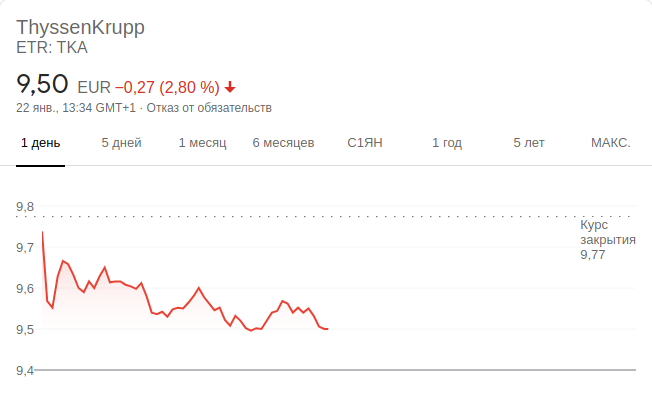 ThyssenKrupp
ETR: TKA
9,50 EUR −0,27 (2,80 %)
22 янв., 13:34 GMT+1 · Отказ от обязательств
1 день 5 дней 1 месяц 6 месяцев С1ЯН 1 год 5 лет МАКС.
9,8
Курс
закрытия
9,77
9,7
9,6
9,5
9,4